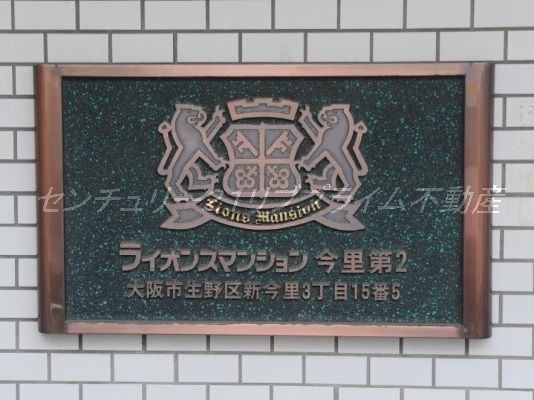 Lions Mansion
センチュリー21リブプライム不動産
ライオンズマンション 今里第2
大阪市生野区新今里3丁目15番5